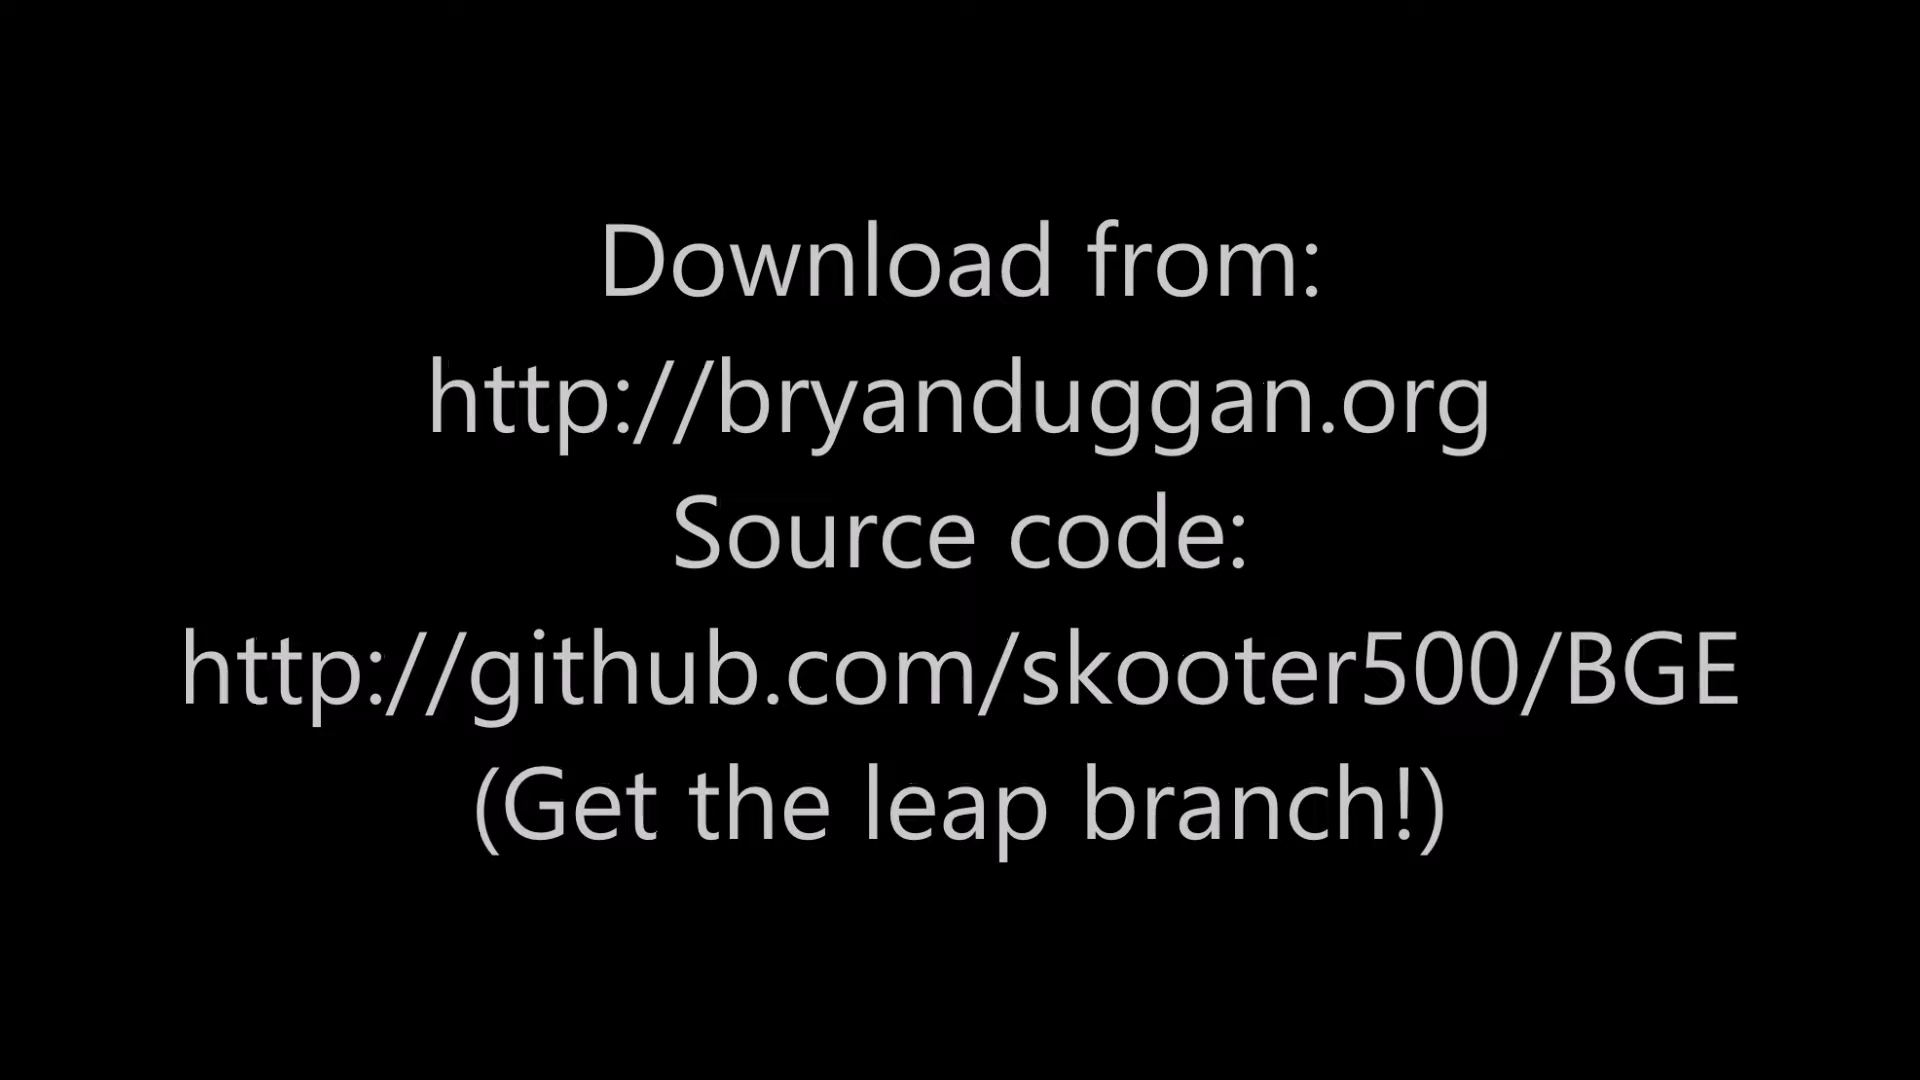 Download from:
http://bryanduggan.org
Source code:
http://github.com/skooter500/BGE
(Get the leap branch!)